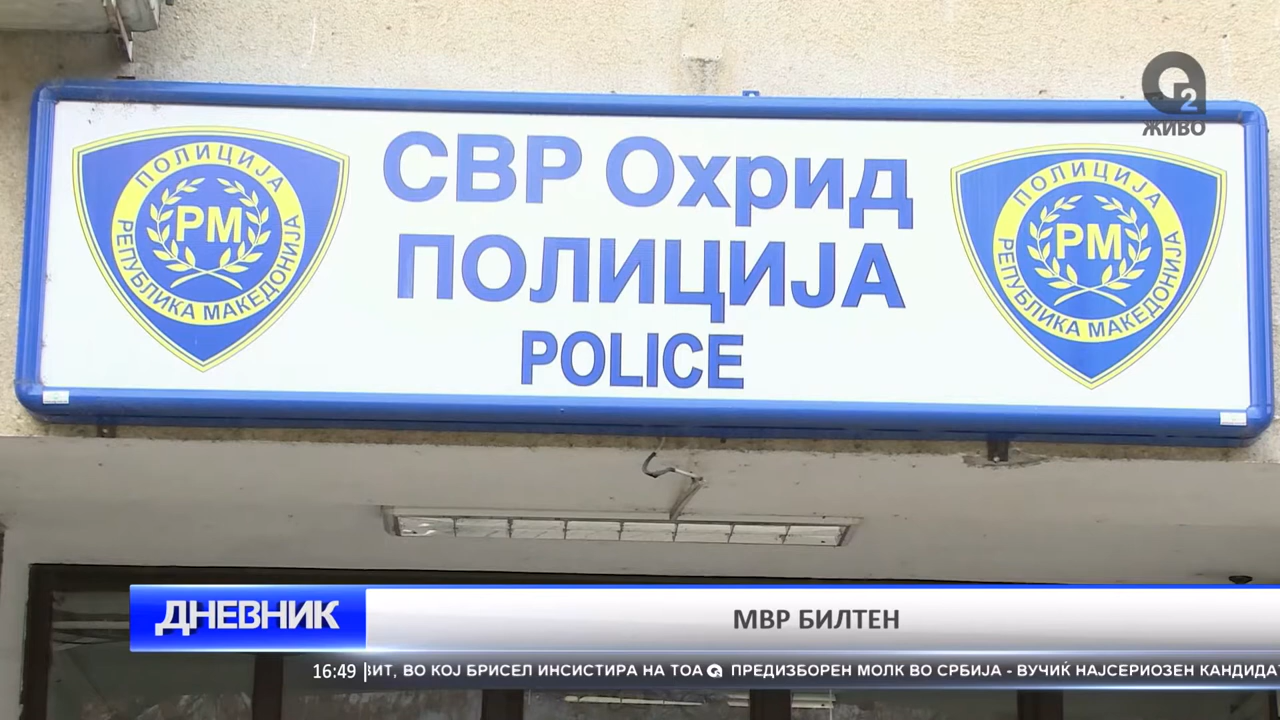 2
ЖИВО
СВР Охрид
ПОЛИЦИЈА
POLICE
ПОЛИЦИЈА
РМ
РЕПУБЛИКА МАКЕДОНИЈА
ПОЛИЦИЈА
РМ
РЕПУБЛИКА МАКЕДОНИЈА
ДНЕВНИК
МВР БИЛТЕН
16:49
ВО КОЈ БРИСЕЛ ИНСИСТИРА НА ТОА ПРЕДИЗБОРЕН МОЛК ВО СРБИЈА - ВУЧИЌ НАЈСЕРИОЗЕН